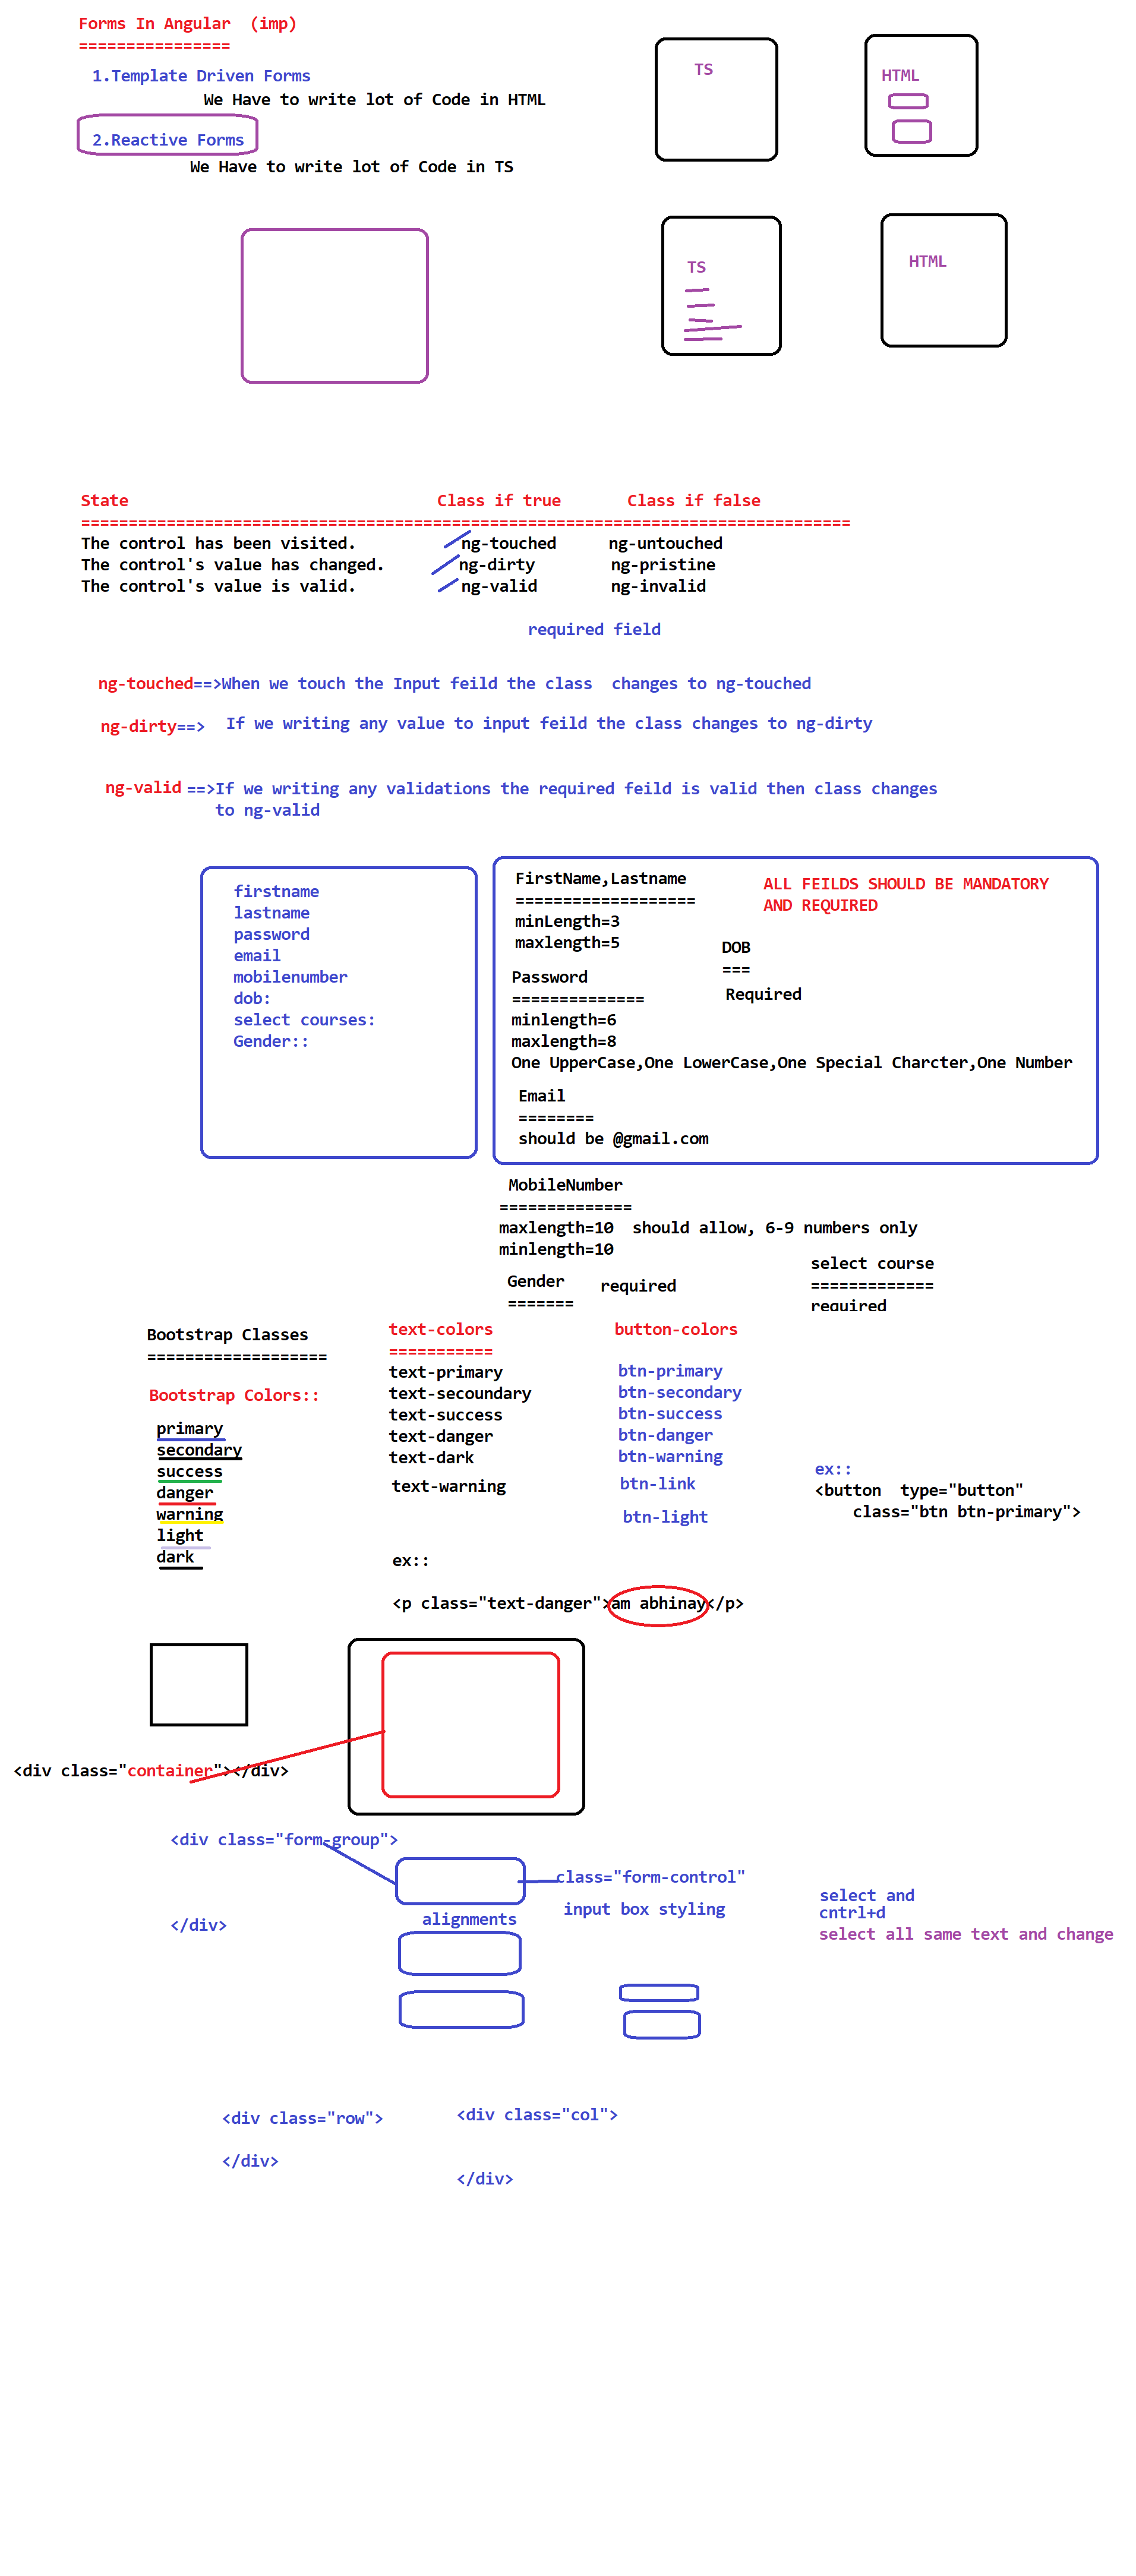 Forms In Angular  (imp)
================
1.Template Driven Forms
We Have to write lot of Code in HTML
2.Reactive Forms
We Have to write lot of Code in TS
TS
HTML
TS
HTML
State Class if true Class if false
=================================================================================
The control has been visited. ng-touched ng-untouched
The control's value has changed. ng-dirty ng-pristine
The control's value is valid. ng-valid ng-invalid
required field
ng-touched==>When we touch the Input feild the class  changes to ng-touched
ng-dirty==> If we writing any value to input feild the class changes to ng-dirty
ng-valid ==>If we writing any validations the required feild is valid then class changes
to ng-valid
firstname
lastname
password
email
mobilenumber
dob:
select courses:
Gender::
FirstName,Lastname
===================
minLength=3
maxlength=5
ALL FEILDS SHOULD BE MANDATORY
AND REQUIRED
DOB
===
Required
Password
==============
minlength=6
maxlength=8
One UpperCase,One LowerCase,One Special Charcter,One Number
Email
========
should be @gmail.com
MobileNumber
==============
maxlength=10  should allow, 6-9 numbers only
minlength=10
Gender required
=======
select course
=============
required
Bootstrap Classes
===================
Bootstrap Colors::
primary
secondary
success
danger
warning
light
dark
text-colors
===========
text-primary
text-secoundary
text-success
text-danger
text-dark
text-warning
button-colors
btn-primary
btn-secondary
btn-success
btn-danger
btn-warning
btn-link
btn-light
ex::
<button  type="button"
class="btn btn-primary">
ex::
<p class="text-danger">am abhinay</p>
<div class="container"></div>
<div class="form-group">
</div>
class="form-control"
input box styling
alignments
select and
cntrl+d
select all same text and change
<div class="row">
</div>
<div class="col">
</div>